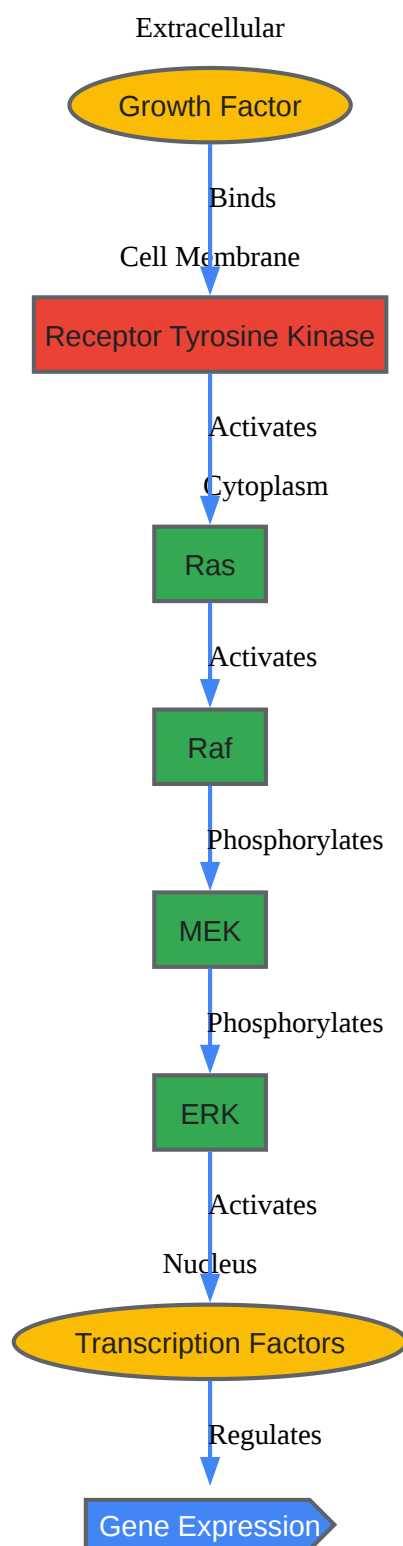 Extracellular
Growth Factor
Binds
Cell Membrane
Receptor Tyrosine Kinase
Activates
Cytoplasm
Ras
Activates
Raf
Phosphorylates
MEK
Phosphorylates
ERK
Activates
Nucleus
Transcription Factors
Regulates
Gene Expression